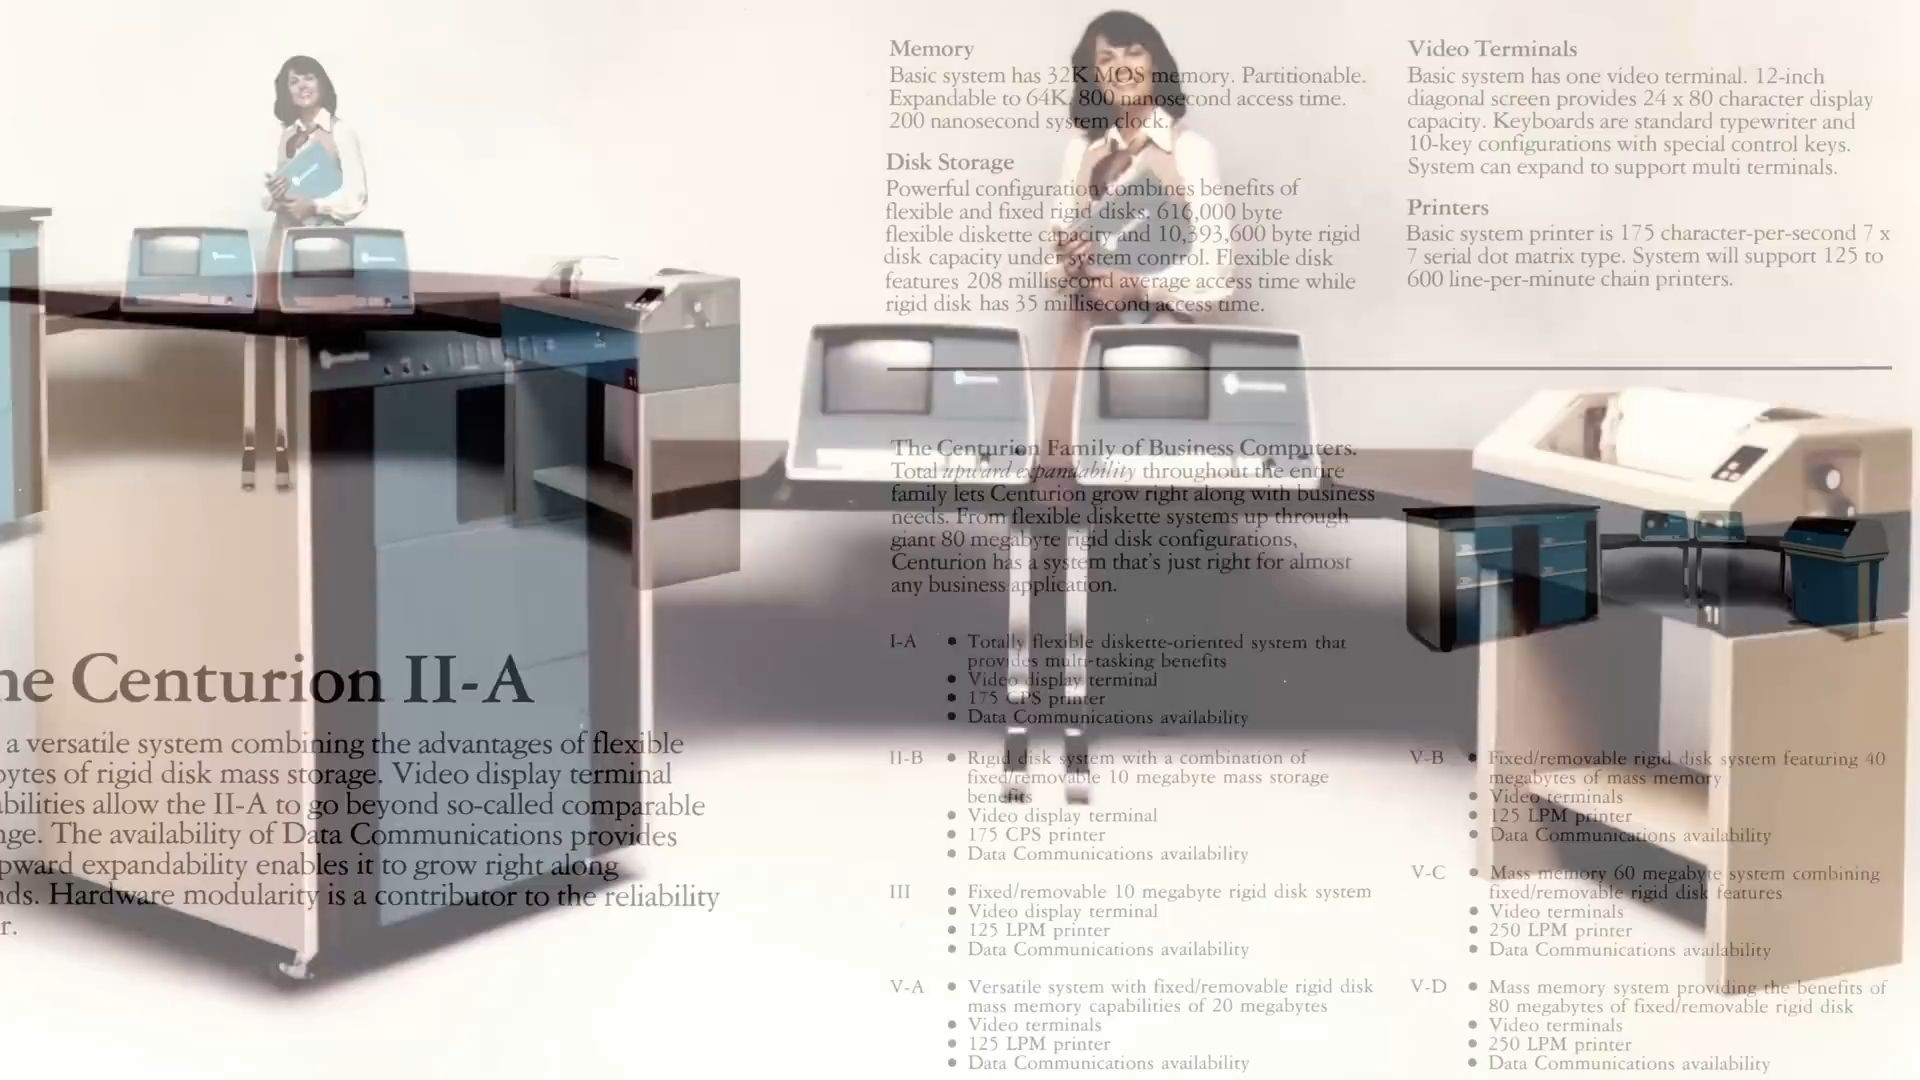 Memory
Basic system has 32K MOS memory. Partitionable.
Expandable to 64K. 800 nanosecond access time.
200 nanosecond system clock.
Disk Storage
Powerful configuration combines benefits of
flexible and fixed rigid disks. 616,000 byte
flexible diskette capacity and 10,393,600 byte rigid
disk capacity under system control. Flexible disk
features 208 millisecond average access time while
rigid disk has 35 millisecond access time.
Video Terminals
Basic system has one video terminal. 12-inch
diagonal screen provides 24 x 80 character display
capacity. Keyboards are standard typewriter and
10-key configurations with special control keys.
System can expand to support multi terminals.
Printers
Basic system printer is 175 character-per-second 7 x
7 serial dot matrix type. System will support 125 to
600 line-per-minute chain printers.
The Centurion Family of Business Computers.
Total upward expandability throughout the entire
family lets Centurion grow right along with business
needs. From flexible diskette systems up through
giant 80 megabyte rigid disk configurations,
Centurion has a system that's just right for almost
any business application.
I-A • Totally flexible diskette-oriented system that
provides multi-tasking benefits
• Video display terminal
• 175 CPS printer
• Data Communications availability
II-B • Rigid disk system with a combination of
fixed/removable 10 megabyte mass storage
benefits
• Video display terminal
• 175 CPS printer
• Data Communications availability
III • Fixed/removable 10 megabyte rigid disk system
• Video display terminal
• 125 LPM printer
• Data Communications availability
V-A • Versatile system with fixed/removable rigid disk
mass memory capabilities of 20 megabytes
• Video terminals
• 125 LPM printer
• Data Communications availability
V-B • Fixed/removable rigid disk system featuring 40
megabytes of mass memory
• Video terminals
• 125 LPM printer
• Data Communications availability
V-C • Mass memory 60 megabyte system combining
fixed/removable rigid disk features
• Video terminals
• 250 LPM printer
• Data Communications availability
V-D • Mass memory system providing the benefits of
80 megabytes of fixed/removable rigid disk
• Video terminals
• 250 LPM printer
• Data Communications availability
he Centurion II-A
a versatile system combining the advantages of flexible
bytes of rigid disk mass storage. Video display terminal
abilities allow the II-A to go beyond so-called comparable
nge. The availability of Data Communications provides
pward expandability enables it to grow right along
nds. Hardware modularity is a contributor to the reliability
r.